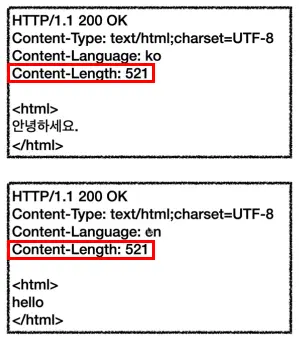 HTTP/1.1 200 OK
Content-Type: text/html;charset=UTF-8
Content-Language: ko
Content-Length: 521
<html>
안녕하세요.
</html>
HTTP/1.1 200 OK
Content-Type: text/html;charset=UTF-8
Content-Language: en
Content-Length: 521
<html>
hello
</html>